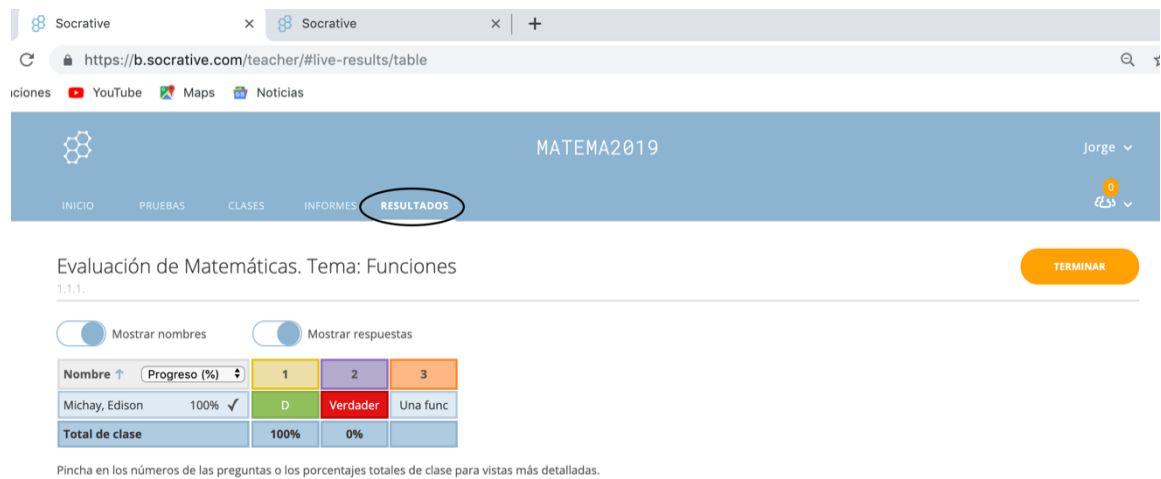 Socrative × Socrative × +
https://b.socrative.com/teacher/#live-results/table
ciones YouTube Maps Noticias
MATEMA2019 Jorge
0
INICIO PRUEBAS CLASES INFORMES RESULTADOS
Evaluación de Matemáticas. Tema: Funciones TERMINAR
1.1.1.
Mostrar nombres Mostrar respuestas
Nombre ↑ Progreso (%) 1 2 3
Michay, Edison 100% ✓ D Verdader Una func
Total de clase 100% 0%
Pincha en los números de las preguntas o los porcentajes totales de clase para vistas más detalladas.